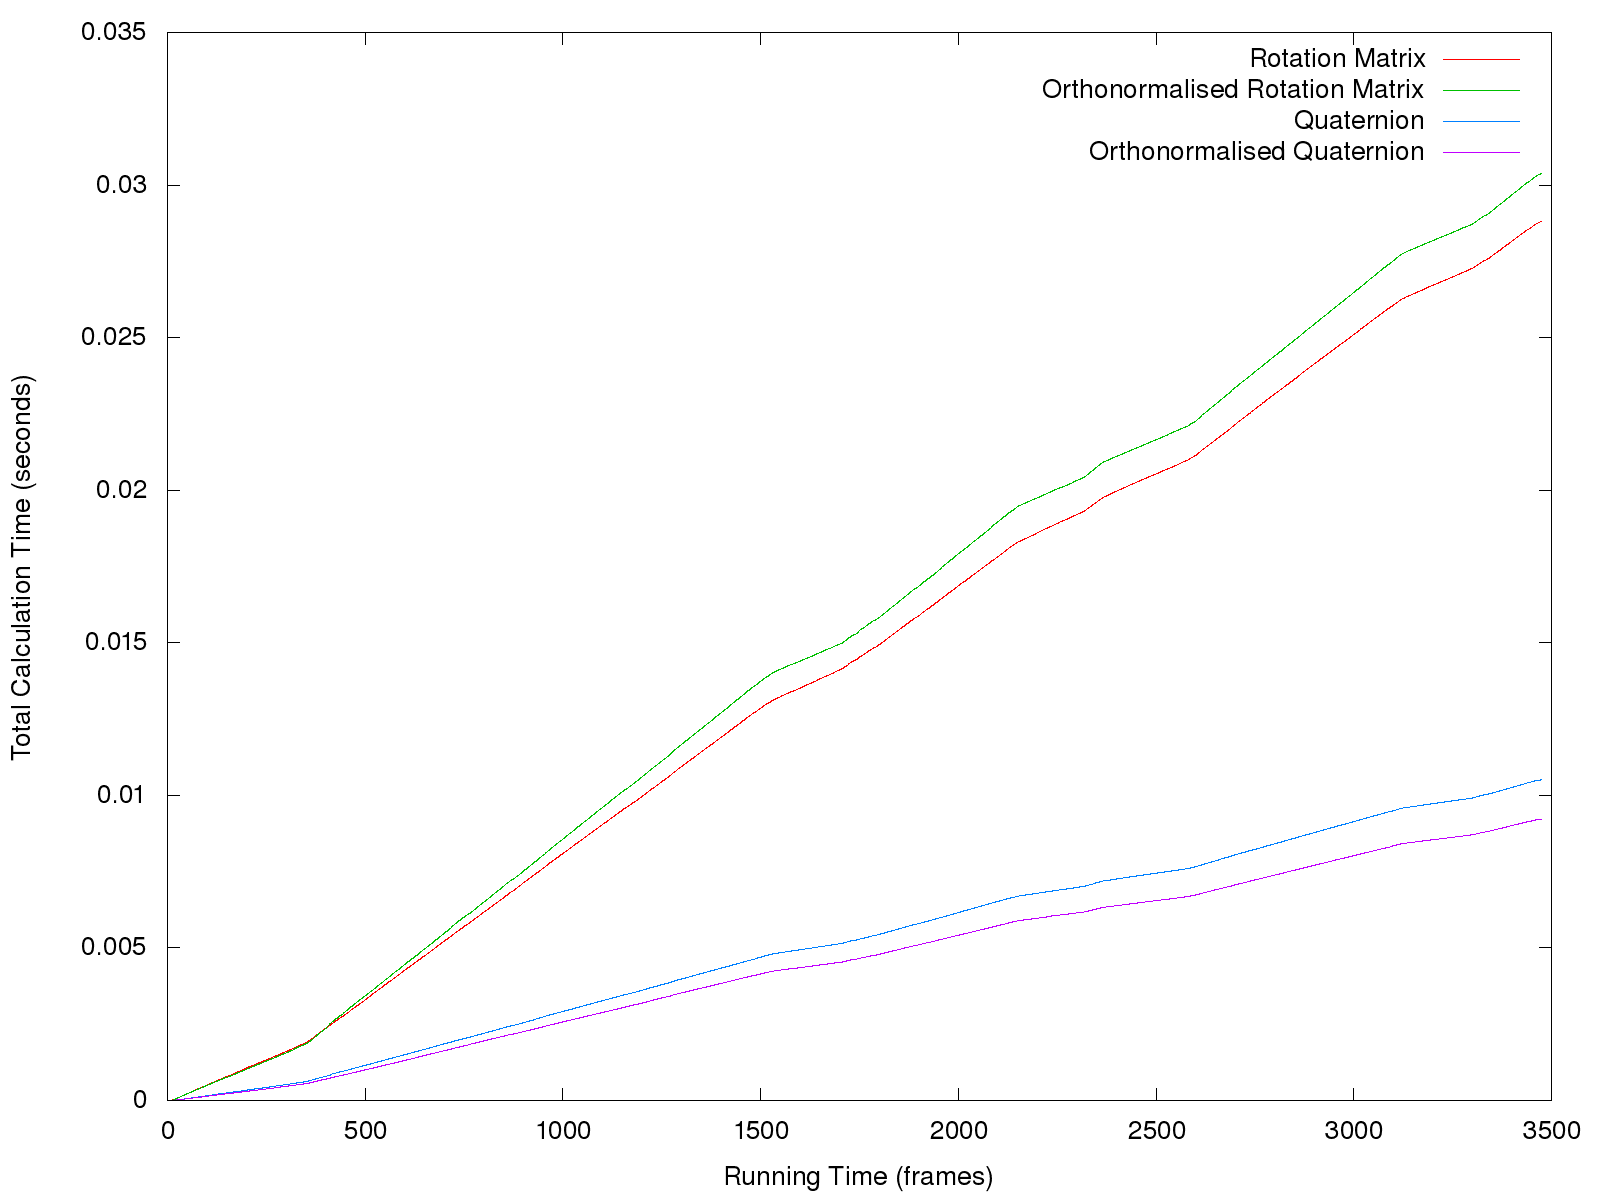 0.035
0.03
0.025
0.02
0.015
0.01
0.005
0
Total Calculation Time (seconds)
Rotation Matrix
Orthonormalised Rotation Matrix
Quaternion
Orthonormalised Quaternion
0 500 1000 1500 2000 2500 3000 3500
Running Time (frames)